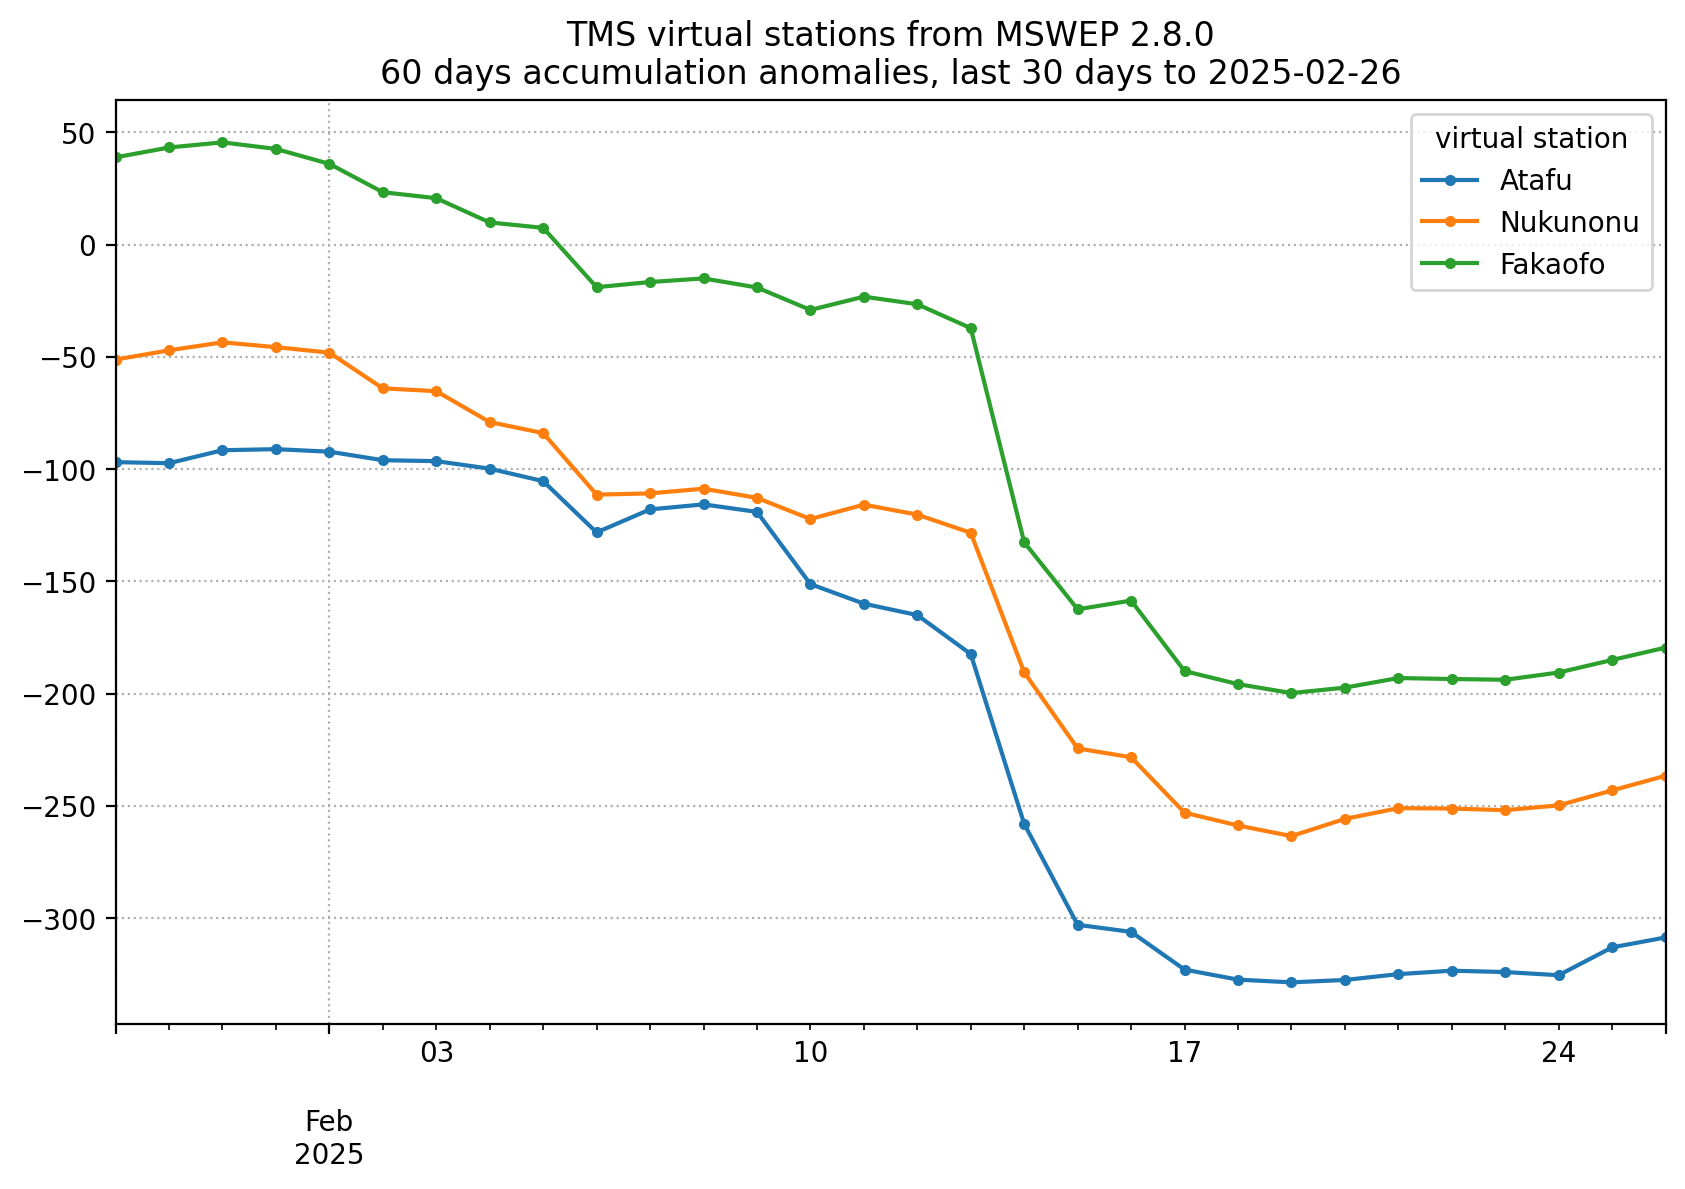 TMS virtual stations from MSWEP 2.8.0
60 days accumulation anomalies, last 30 days to 2025-02-26
virtual station
Atafu
Nukunonu
Fakaofo
50
0
−50
−100
−150
−200
−250
−300
03
10
17
24
Feb
2025